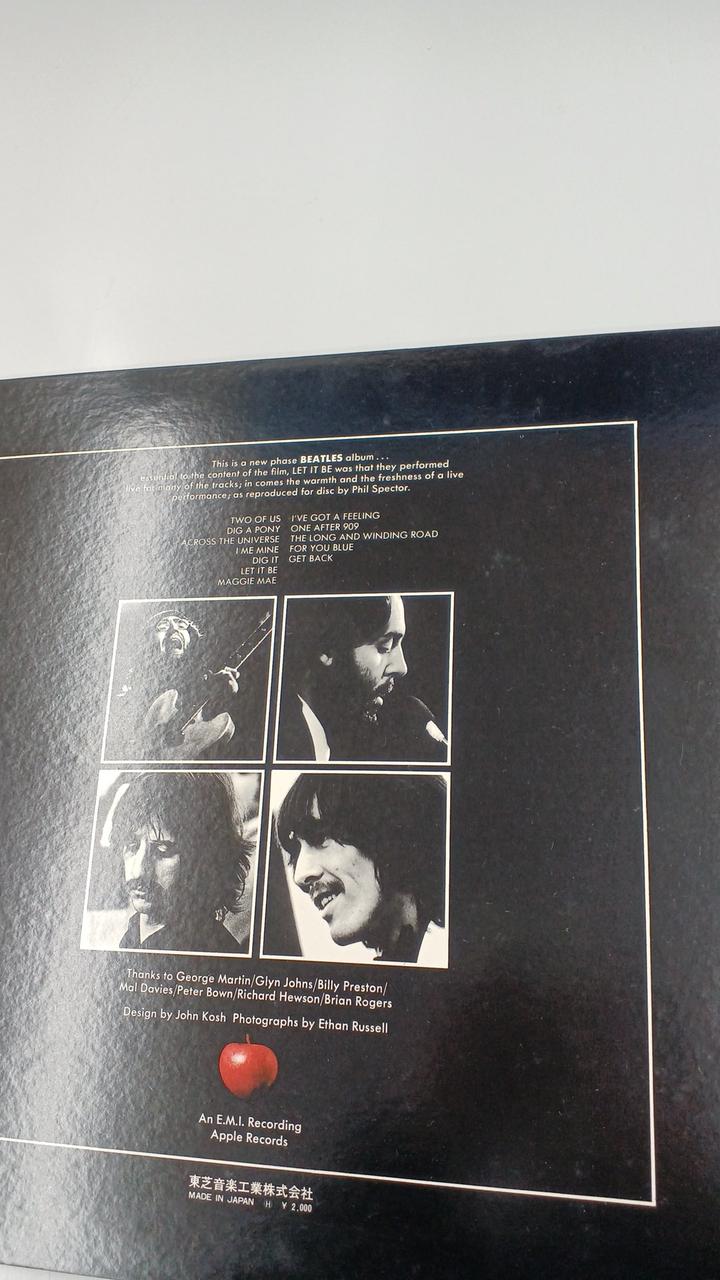 This is a new phase BEATLES album . . .
essential to the content of the film, LET IT BE was that they performed
live for many of the tracks; in comes the warmth and the freshness of a live
performance; as reproduced for disc by Phil Spector.
TWO OF US
DIG A PONY
ACROSS THE UNIVERSE
I ME MINE
DIG IT
LET IT BE
MAGGIE MAE
I'VE GOT A FEELING
ONE AFTER 909
THE LONG AND WINDING ROAD
FOR YOU BLUE
GET BACK
Thanks to George Martin/Glyn Johns/Billy Preston/
Mal Davies/Peter Bown/Richard Hewson/Brian Rogers
Design by John Kosh Photographs by Ethan Russell
An E.M.I. Recording
Apple Records
東芝音楽工業株式会社
MADE IN JAPAN Ⓗ ¥ 2,000